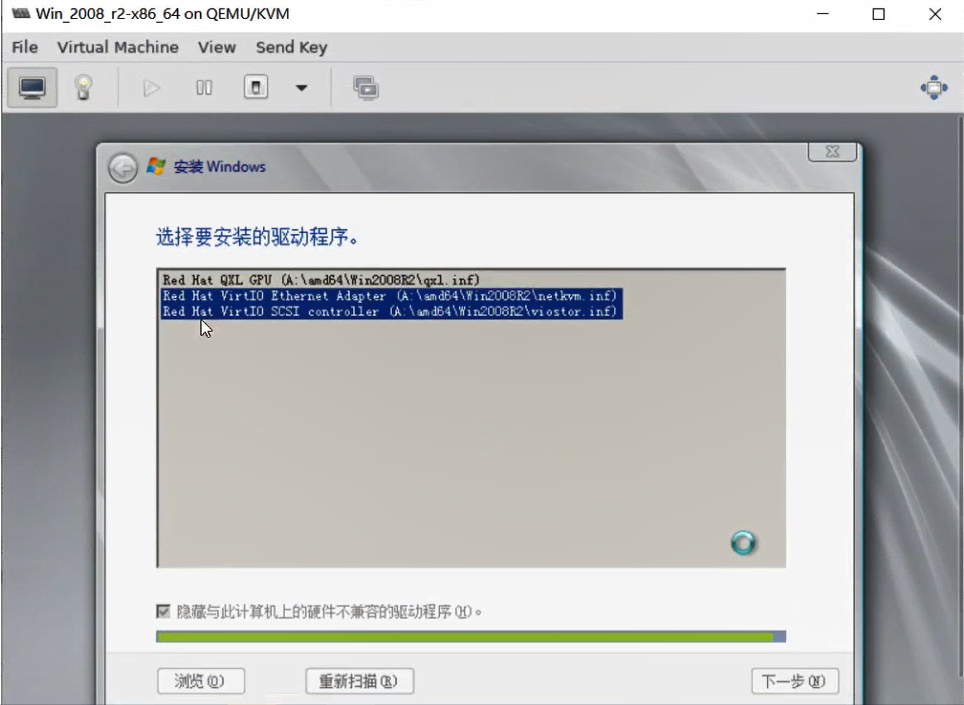 Win_2008_r2-x86_64 on QEMU/KVM
File Virtual Machine View Send Key
安装 Windows
选择要安装的驱动程序。
Red Hat QXL GPU (A:\amd64\Win2008R2\qxl.inf)
Red Hat VirtIO Ethernet Adapter (A:\amd64\Win2008R2\netkvm.inf)
Red Hat VirtIO SCSI controller (A:\amd64\Win2008R2\viostor.inf)
隐藏与此计算机上的硬件不兼容的驱动程序(H)。
浏览(O) 重新扫描(R) 下一步(N)